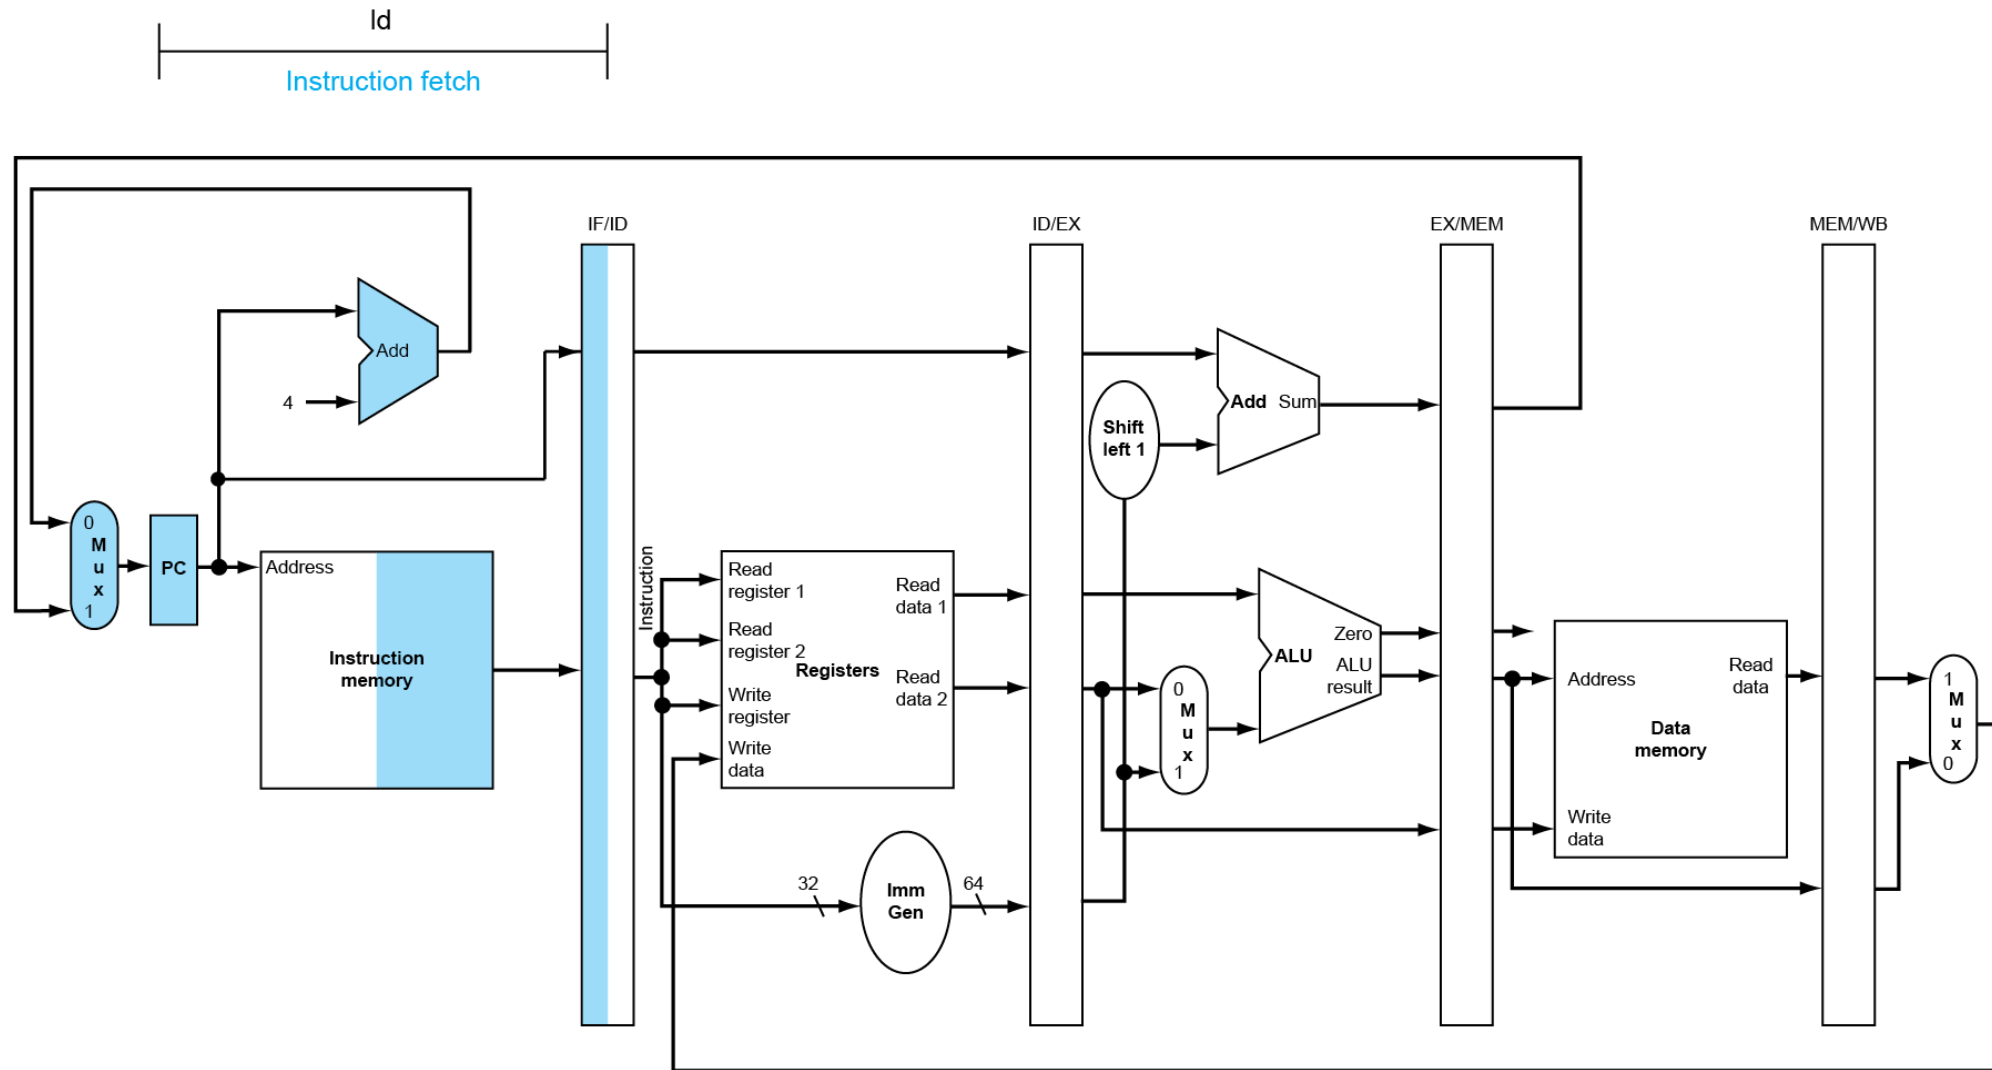 ld
Instruction fetch
IF/ID
ID/EX
EX/MEM
MEM/WB
Add
4
Add Sum
Shift
left 1
0
M
u
x
1
PC
Address
Instruction
memory
Instruction
Read
register 1
Read
register 2
Write
register
Write
data
Registers
Read
data 1
Read
data 2
32
Imm
Gen
64
0
M
u
x
1
ALU
Zero
ALU
result
Address
Read
data
Data
memory
Write
data
1
M
u
x
0